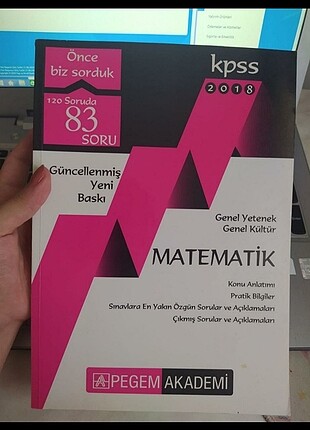 Önce
biz sorduk
120 Soruda
83
SORU
kpss
2018
Güncellenmiş
Yeni
Baskı
Genel Yetenek
Genel Kültür
MATEMATİK
Konu Anlatımı
Pratik Bilgiler
Sınavlara En Yakın Özgün Sorular ve Açıklamaları
Çıkmış Sorular ve Açıklamaları
PEGEM AKADEMİ